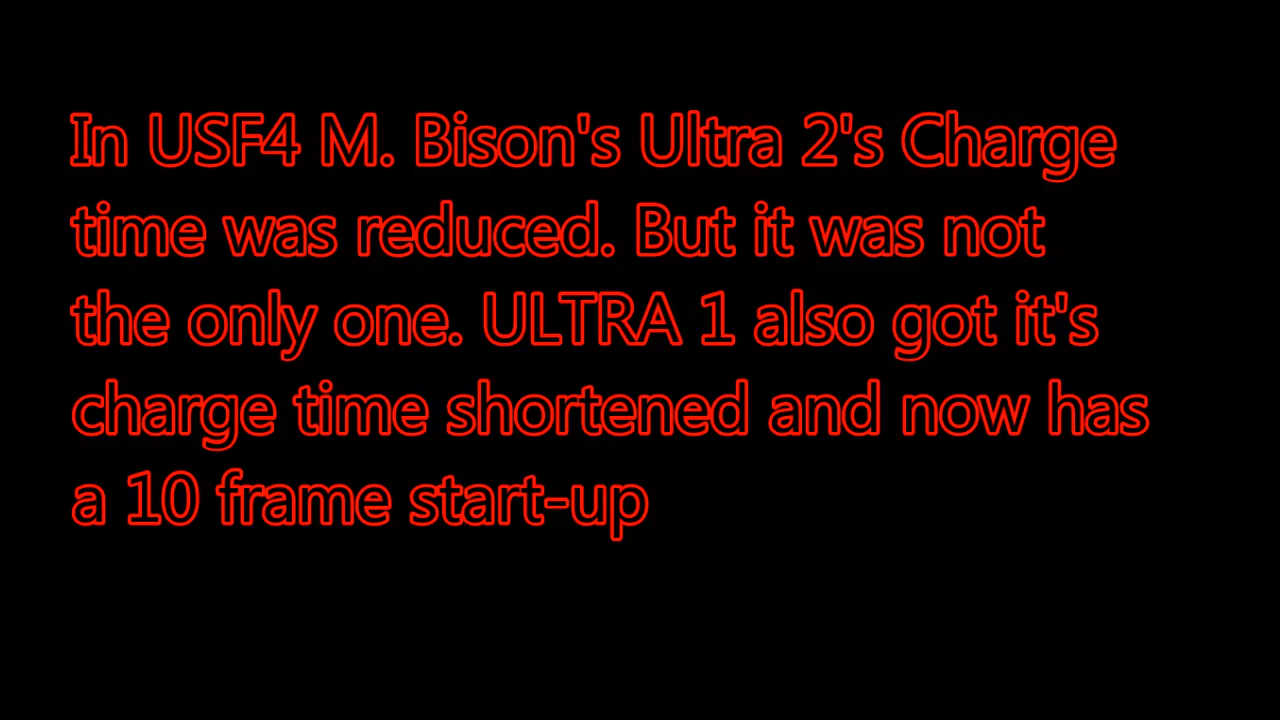 In USF4 M. Bison's Ultra 2's Charge
time was reduced. But it was not
the only one. ULTRA 1 also got it's
charge time shortened and now has
a 10 frame start-up